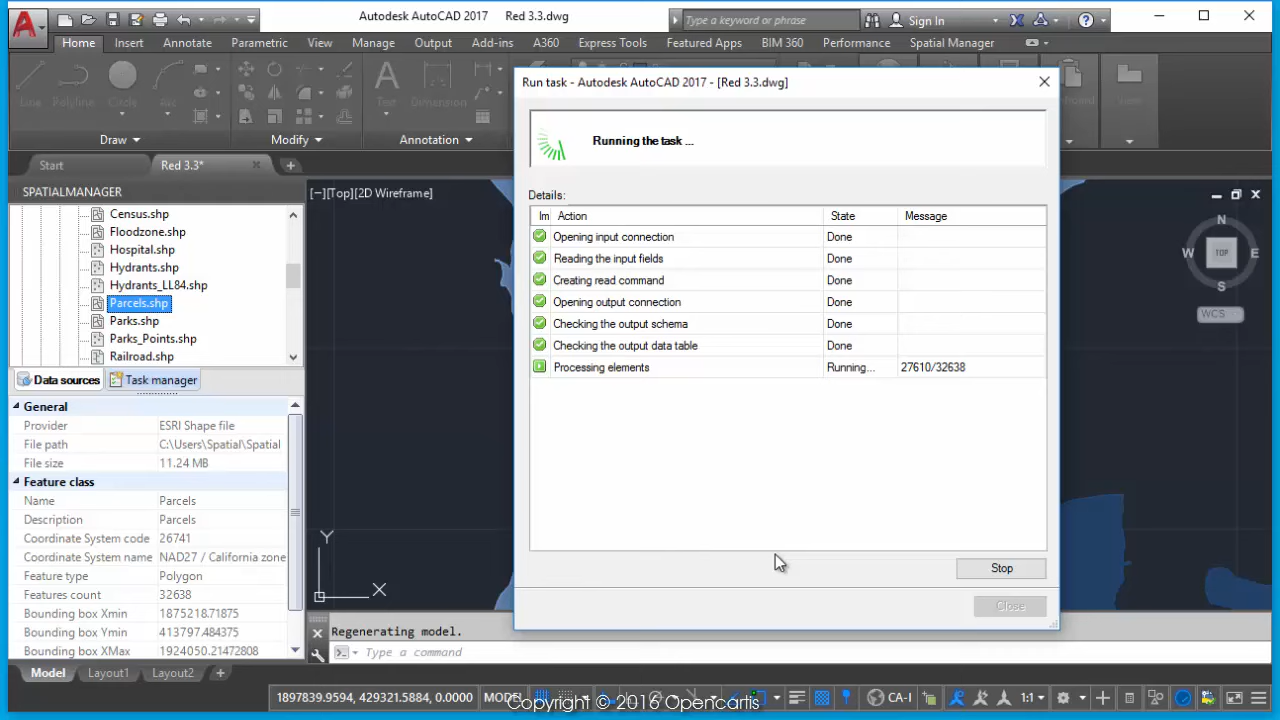 Autodesk AutoCAD 2017 Red 3.3.dwg
Type a keyword or phrase
Sign In
Home Insert Annotate Parametric View Manage Output Add-ins A360 Express Tools Featured Apps BIM 360 Performance Spatial Manager
Line Polyline Circle Arc Text Dimension
Draw Modify Annotation View
Start Red 3.3*
SPATIALMANAGER
[−][Top][2D Wireframe]
Census.shp
Floodzone.shp
Hospital.shp
Hydrants.shp
Hydrants_LL84.shp
Parcels.shp
Parks.shp
Parks_Points.shp
Railroad.shp
Data sources Task manager
General
Provider ESRI Shape file
File path C:\Users\Spatial\Spatial
File size 11.24 MB
Feature class
Name Parcels
Description Parcels
Coordinate System code 26741
Coordinate System name NAD27 / California zone
Feature type Polygon
Features count 32638
Bounding box Xmin 1875218.71875
Bounding box Ymin 413797.484375
Bounding box XMax 1924050.21472808
Run task - Autodesk AutoCAD 2017 - [Red 3.3.dwg]
Running the task ...
Details:
Im Action State Message
Opening input connection Done
Reading the input fields Done
Creating read command Done
Opening output connection Done
Checking the output schema Done
Checking the output data table Done
Processing elements Running... 27610/32638
Stop
Close
N
W TOP E
S
WCS
Y
X
Regenerating model.
Type a command
Model Layout1 Layout2 +
1897839.9594, 429321.5884, 0.0000 MODEL CA-I 1:1
Copyright © 2016 Opencartis